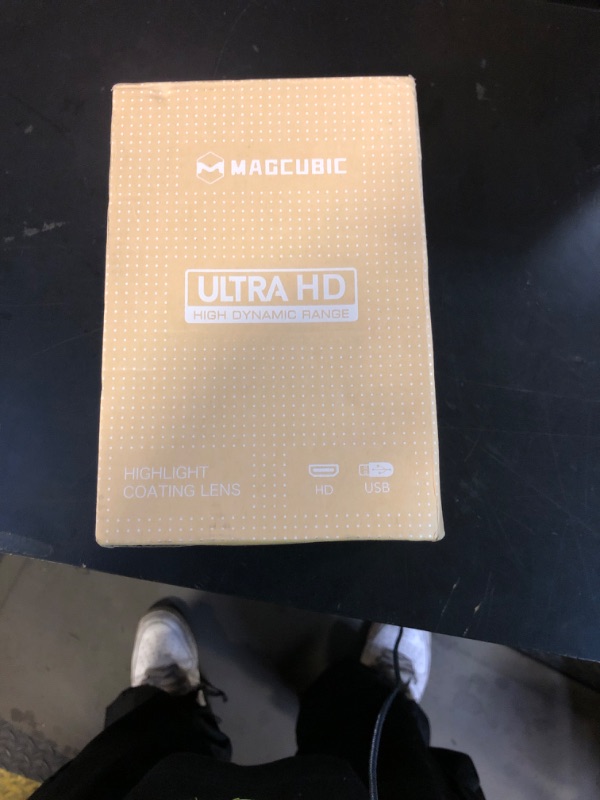 MAGCUBIC
ULTRA HD
HIGH DYNAMIC RANGE
HIGHLIGHT
COATING LENS
HD
USB